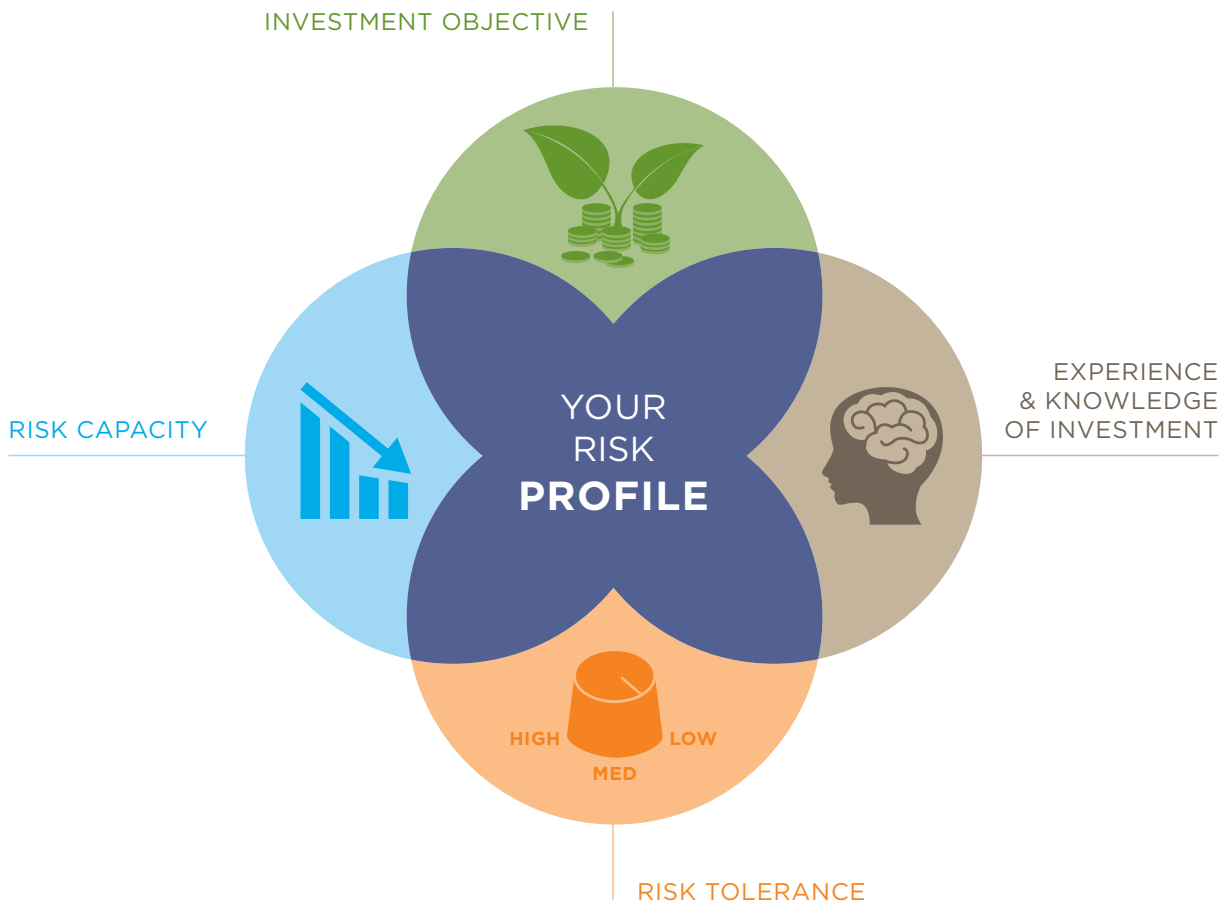 INVESTMENT OBJECTIVE
EXPERIENCE
& KNOWLEDGE
OF INVESTMENT
RISK CAPACITY
YOUR
RISK
PROFILE
HIGH
LOW
MED
RISK TOLERANCE